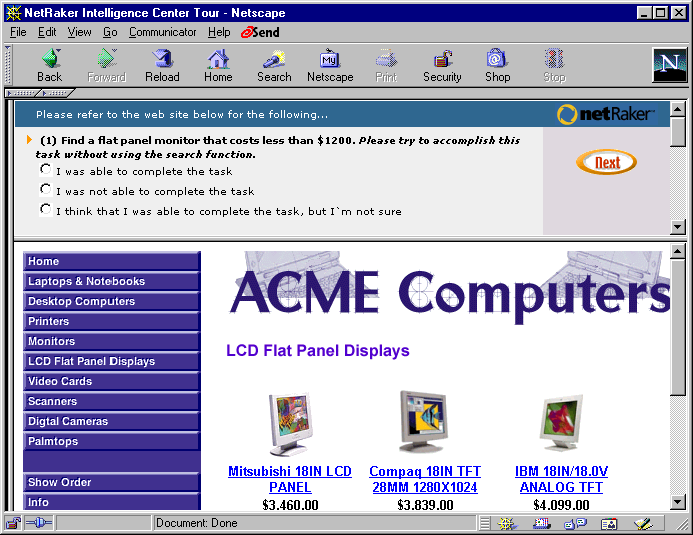 NetRaker Intelligence Center Tour - Netscape
File Edit View Go Communicator Help @Send
Back Forward Reload Home Search Netscape Print Security Shop Stop
My
N
Please refer to the web site below for the following...
netRaker
(1) Find a flat panel monitor that costs less than $1200. Please try to accomplish this
task without using the search function.
I was able to complete the task
I was not able to complete the task
I think that I was able to complete the task, but I`m not sure
Next
Home
Laptops & Notebooks
Desktop Computers
Printers
Monitors
LCD Flat Panel Displays
Video Cards
Scanners
Digtal Cameras
Palmtops
Show Order
Info
ACME Computers
LCD Flat Panel Displays
Mitsubishi 18IN LCD
PANEL
$3.460.00
Compaq 18IN TFT
28MM 1280X1024
$3.839.00
IBM 18IN/18.0V
ANALOG TFT
$4.099.00
Document: Done